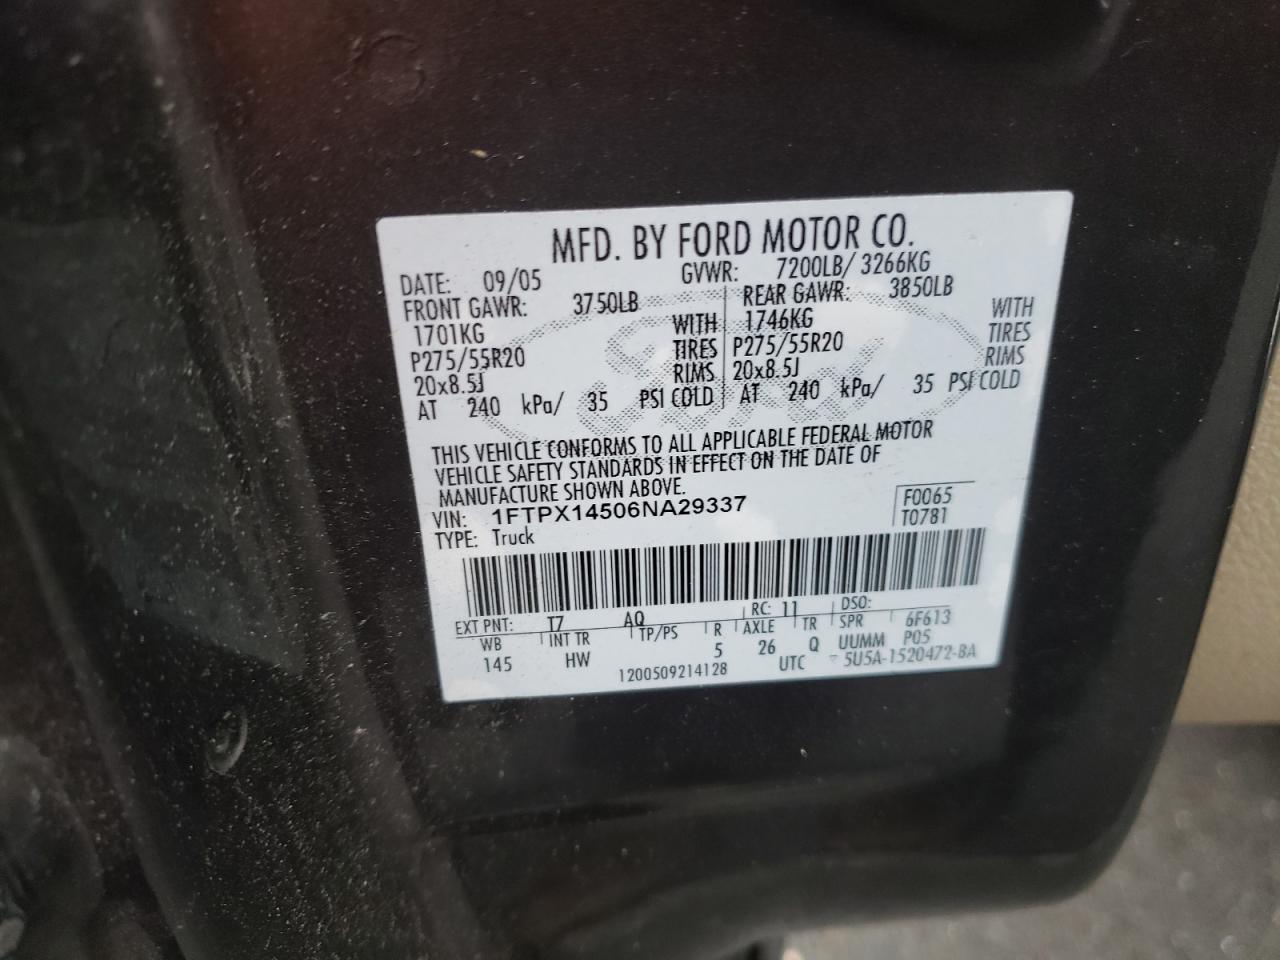 MFD. BY FORD MOTOR CO.
DATE: 09/05 GVWR: 7200LB/ 3266KG
FRONT GAWR: 3750LB REAR GAWR: 3850LB
1701KG WITH 1746KG WITH
P275/55R20 TIRES P275/55R20 TIRES
20x8.5J RIMS 20x8.5J RIMS
AT 240 kPa/ 35 PSI COLD AT 240 kPa/ 35 PSI COLD
THIS VEHICLE CONFORMS TO ALL APPLICABLE FEDERAL MOTOR
VEHICLE SAFETY STANDARDS IN EFFECT ON THE DATE OF
MANUFACTURE SHOWN ABOVE.
VIN: 1FTPX14506NA29337 F0065
TYPE: Truck T0781
EXT PNT: T7 AQ RC: 11 DSO:
WB INT TR TP/PS R AXLE TR SPR 6F613
145 HW 5 26 Q UUMM P05
1200509214128 UTC ▽ 5U5A-1520472-BA